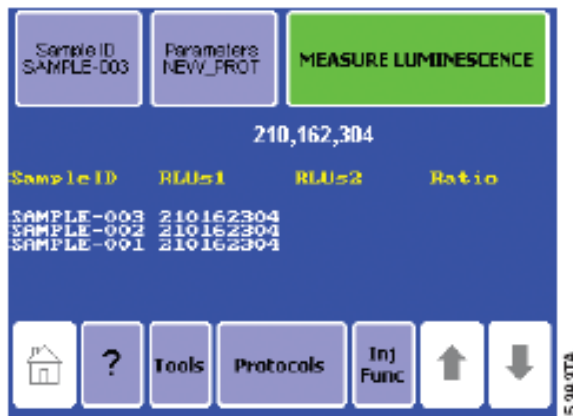 Sample ID
SAMPLE-003
Parameters
NEW_PROT
MEASURE LUMINESCENCE
210,162,304
SampleID RLUs1 RLUs2 Ratio
SAMPLE-003 210162304
SAMPLE-002 210162304
SAMPLE-001 210162304
? Tools Protocols Inj
Func